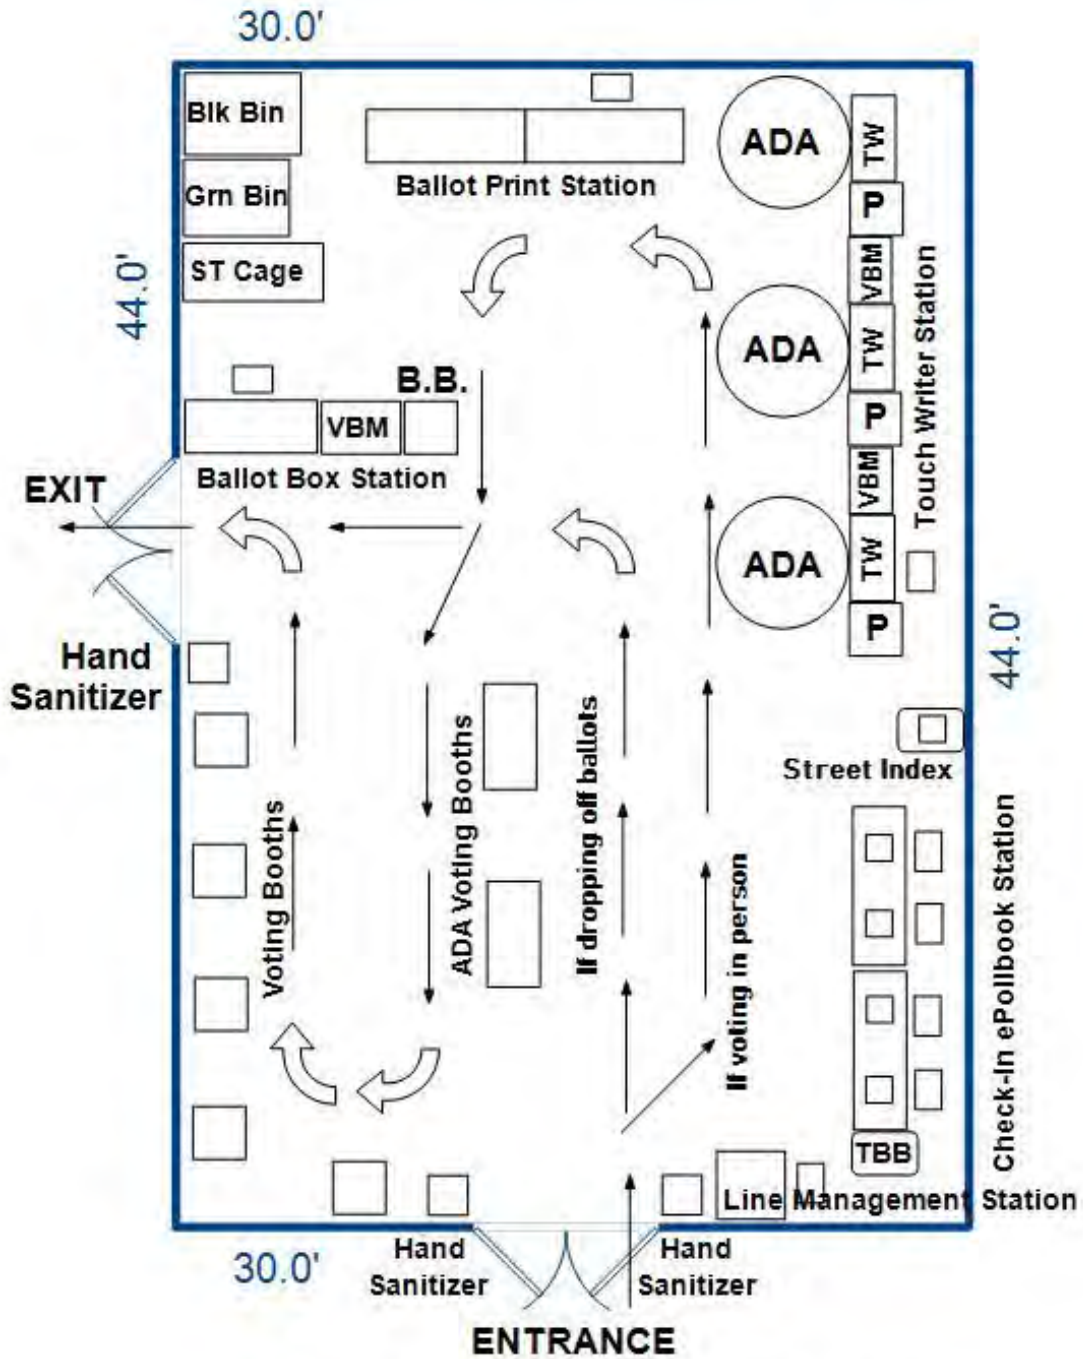 30.0'
Blk Bin
Grn Bin
ST Cage
44.0'
Ballot Print Station
ADA
TW
P
VBM
ADA
TW
P
VBM
ADA
TW
P
Touch Writer Station
B.B.
VBM
Ballot Box Station
EXIT
Hand
Sanitizer
44.0'
Street Index
Voting Booths
ADA Voting Booths
If dropping off ballots
If voting in person
Check-In ePollbook Station
TBB
Line Management Station
30.0'
Hand
Sanitizer
Hand
Sanitizer
ENTRANCE